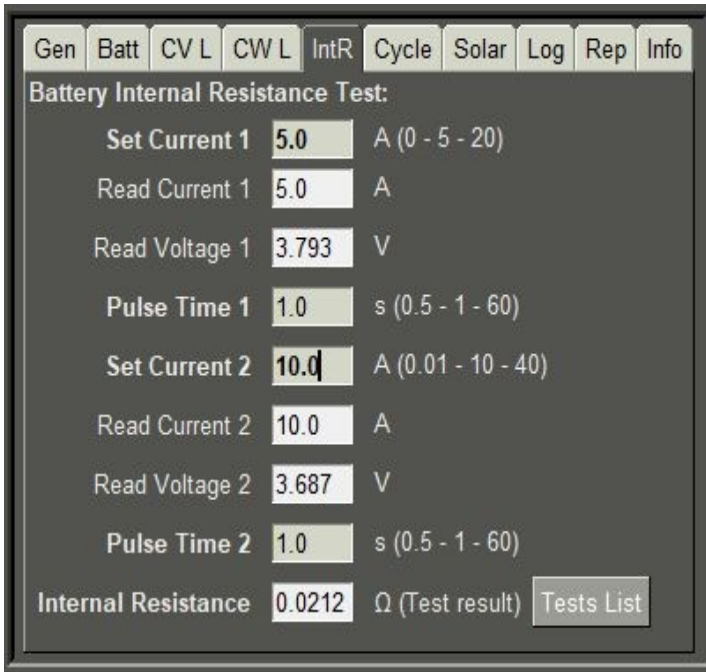 Gen Batt CV L CW L IntR Cycle Solar Log Rep Info
Battery Internal Resistance Test:
Set Current 1 5.0 A (0 - 5 - 20)
Read Current 1 5.0 A
Read Voltage 1 3.793 V
Pulse Time 1 1.0 s (0.5 - 1 - 60)
Set Current 2 10.0 A (0.01 - 10 - 40)
Read Current 2 10.0 A
Read Voltage 2 3.687 V
Pulse Time 2 1.0 s (0.5 - 1 - 60)
Internal Resistance 0.0212 Ω (Test result) Tests List